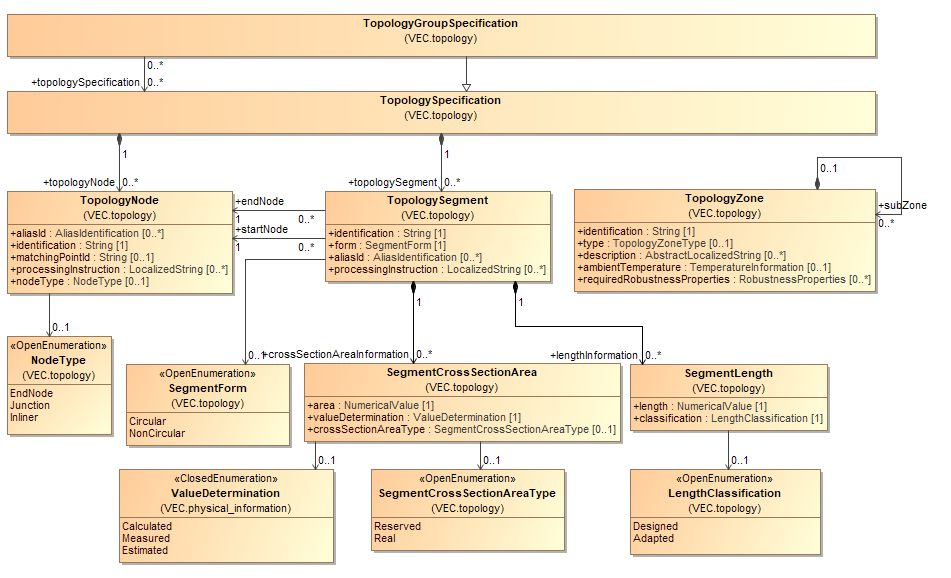 TopologyGroupSpecification
(VEC.topology)
0..*
+topologySpecification 0..*
TopologySpecification
(VEC.topology)
1
1
+topologyNode 0..*
+topologySegment 0..*
TopologyNode
(VEC.topology)
+aliasId : AliasIdentification [0..*]
+identification : String [1]
+matchingPointId : String [0..1]
+processingInstruction : LocalizedString [0..*]
+nodeType : NodeType [0..1]
+endNode
1 0..*
+startNode
1 0..*
TopologySegment
(VEC.topology)
+identification : String [1]
+form : SegmentForm [1]
+aliasId : AliasIdentification [0..*]
+processingInstruction : LocalizedString [0..*]
0..1
+subZone
0..*
TopologyZone
(VEC.topology)
+identification : String [1]
+type : TopologyZoneType [0..1]
+description : AbstractLocalizedString [0..*]
+ambientTemperature : TemperatureInformation [0..1]
+requiredRobustnessProperties : RobustnessProperties [0..*]
0..1
1
1
0..1
+crossSectionAreaInformation 0..*
+lengthInformation 0..*
«OpenEnumeration»
NodeType
(VEC.topology)
EndNode
Junction
Inliner
«OpenEnumeration»
SegmentForm
(VEC.topology)
Circular
NonCircular
SegmentCrossSectionArea
(VEC.topology)
+area : NumericalValue [1]
+valueDetermination : ValueDetermination [1]
+crossSectionAreaType : SegmentCrossSectionAreaType [0..1]
SegmentLength
(VEC.topology)
+length : NumericalValue [1]
+classification : LengthClassification [1]
0..1
0..1
0..1
«ClosedEnumeration»
ValueDetermination
(VEC.physical_information)
Calculated
Measured
Estimated
«OpenEnumeration»
SegmentCrossSectionAreaType
(VEC.topology)
Reserved
Real
«OpenEnumeration»
LengthClassification
(VEC.topology)
Designed
Adapted